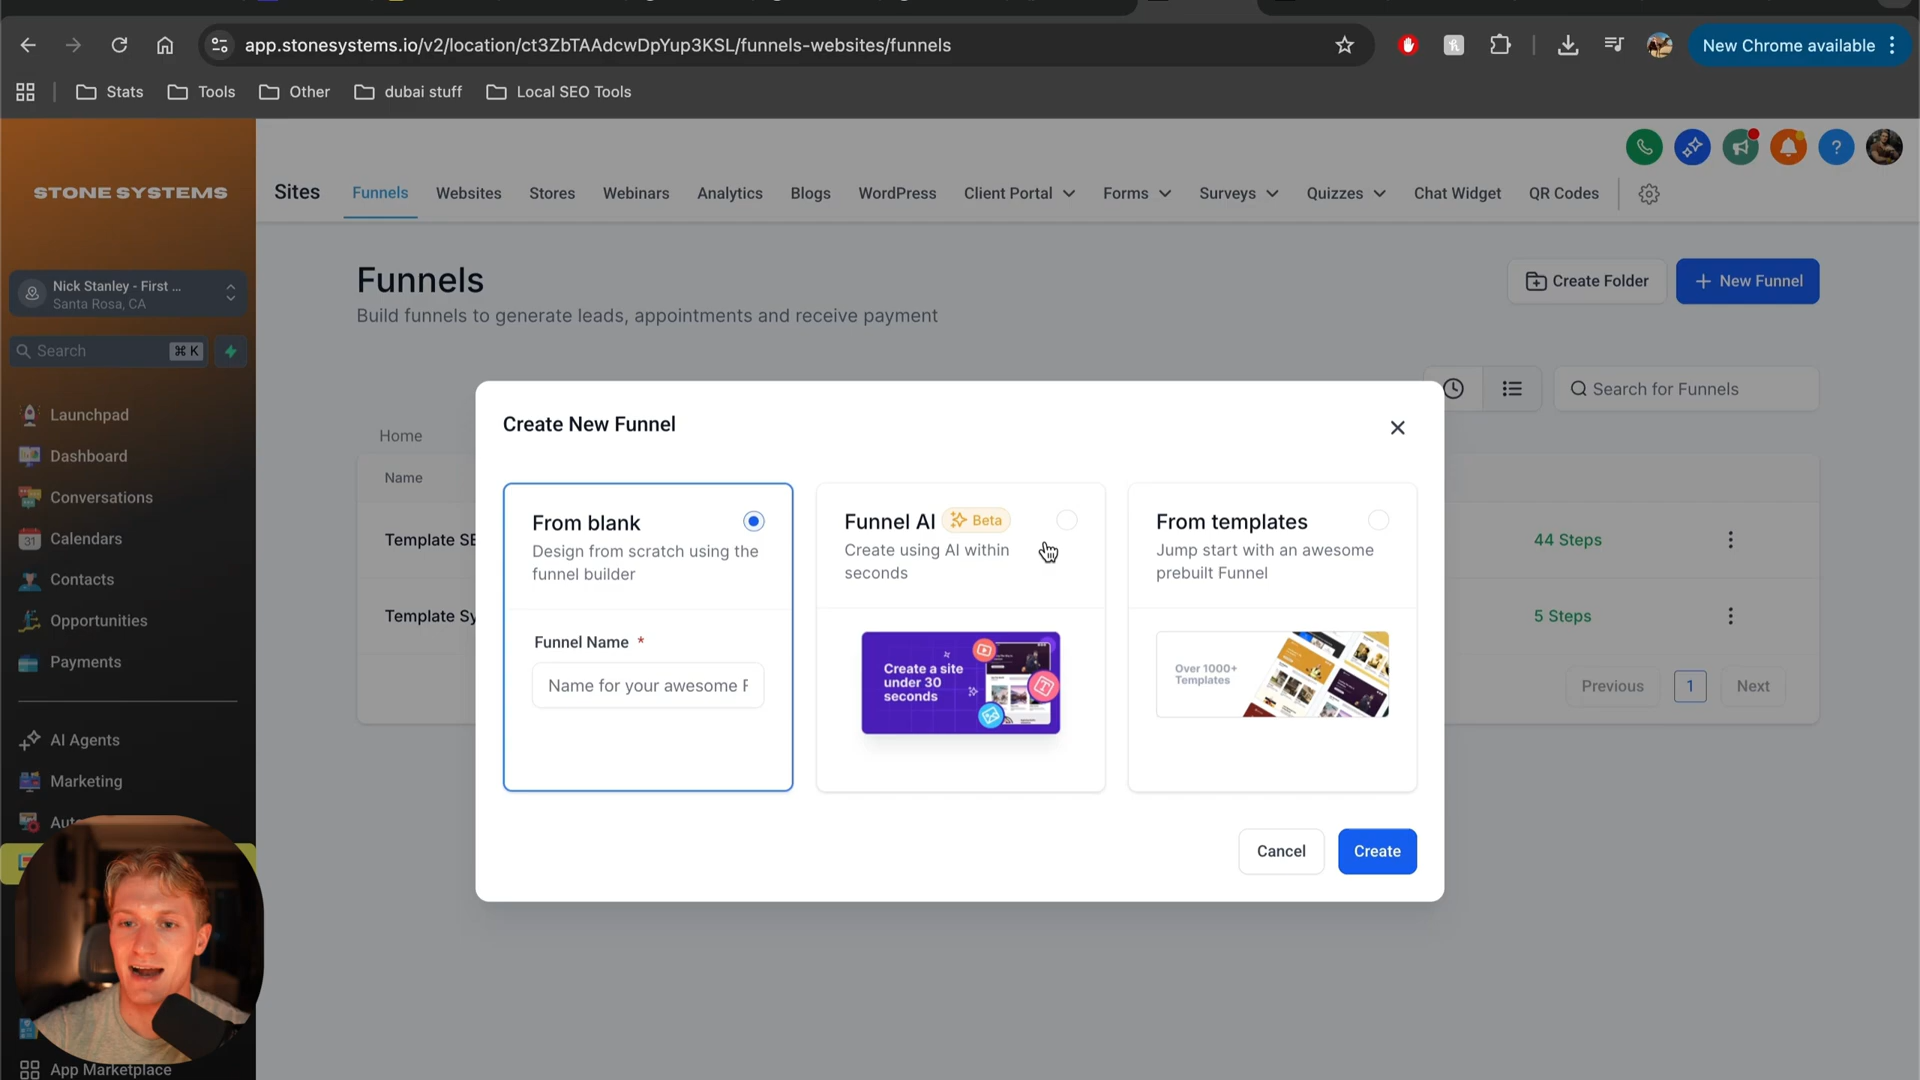 app.stonesystems.io/v2/location/ct3ZbTAAdcwDpYup3KSL/funnels-websites/funnels
New Chrome available
Stats
Tools
Other
dubai stuff
Local SEO Tools
STONE SYSTEMS
Sites
Funnels
Websites
Stores
Webinars
Analytics
Blogs
WordPress
Client Portal
Forms
Surveys
Quizzes
Chat Widget
QR Codes
Nick Stanley - First ...
Santa Rosa, CA
Search
⌘ K
Launchpad
Dashboard
Conversations
31
Calendars
Contacts
Opportunities
Payments
AI Agents
Marketing
App Marketplace
Funnels
Build funnels to generate leads, appointments and receive payment
Create Folder
+ New Funnel
Search for Funnels
Home
Name
Template SE
44 Steps
Template Sy
5 Steps
Previous
1
Next
Create New Funnel
From blank
Design from scratch using the
funnel builder
Funnel Name *
Name for your awesome F
Funnel AI
Beta
Create using AI within
seconds
Create a site
under 30
seconds
From templates
Jump start with an awesome
prebuilt Funnel
Over 1000+
Templates
Cancel
Create